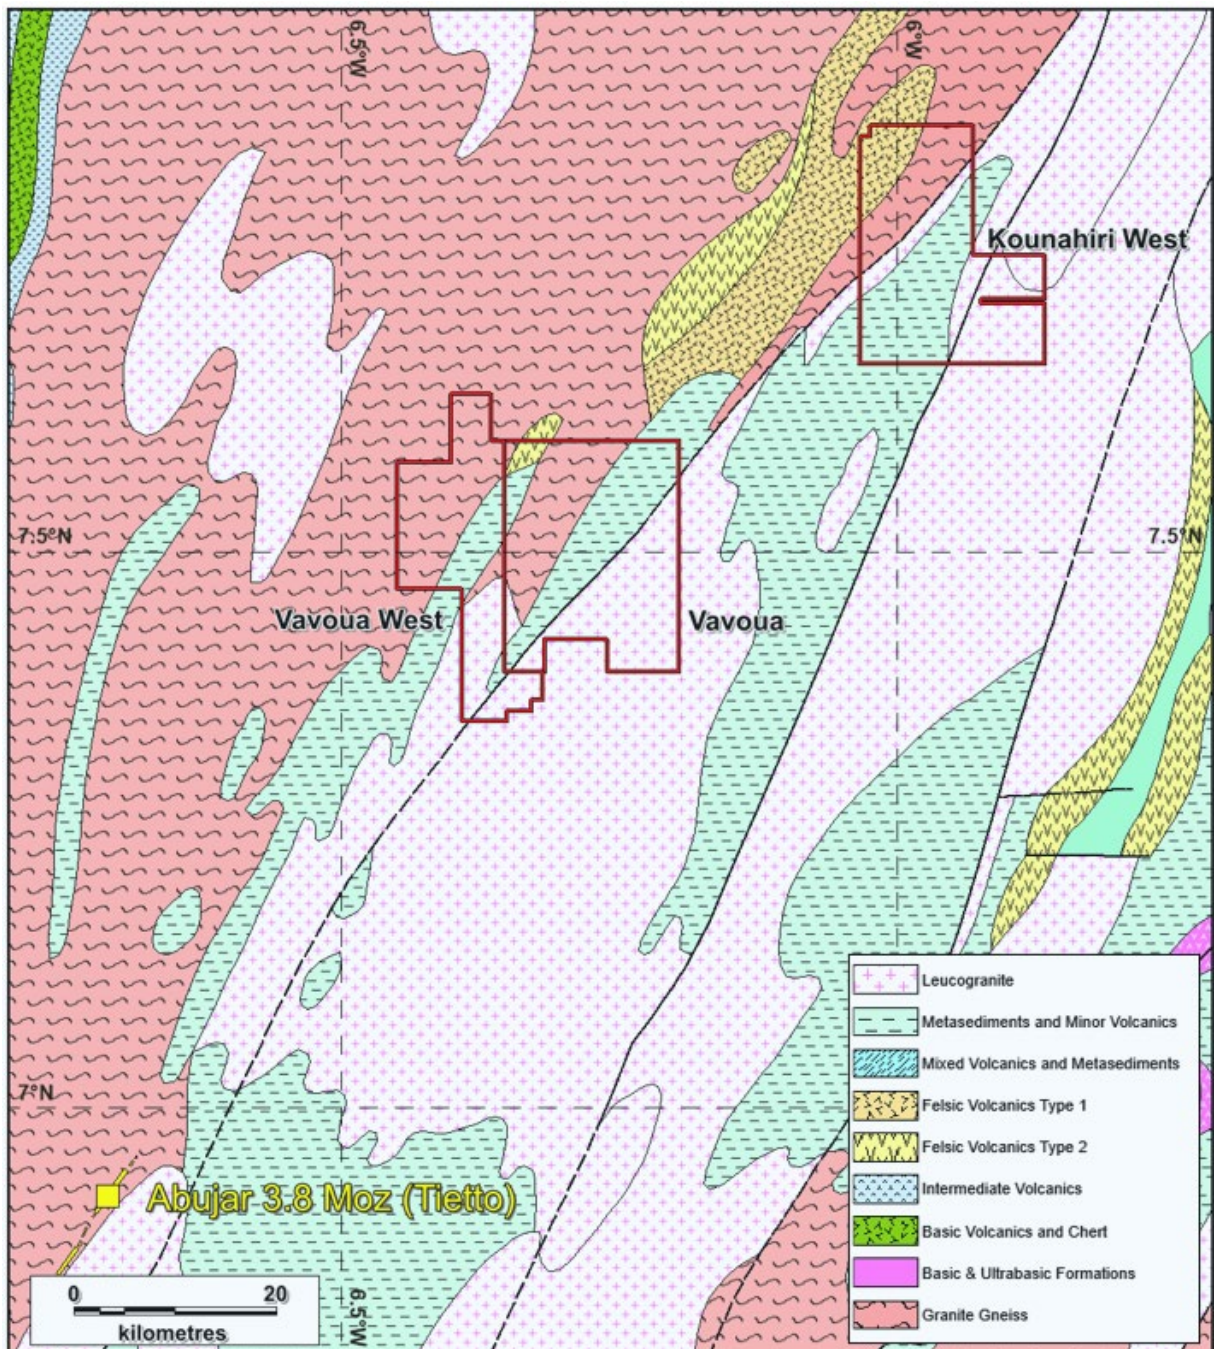 6.5°W
6°W
Kounahiri West
7.5°N
7.5°N
Vavoua West
Vavoua
7°N
Abujar 3.8 Moz (Tietto)
6.5°W
0
20
kilometres
Leucogranite
Metasediments and Minor Volcanics
Mixed Volcanics and Metasediments
Felsic Volcanics Type 1
Felsic Volcanics Type 2
Intermediate Volcanics
Basic Volcanics and Chert
Basic & Ultrabasic Formations
Granite Gneiss